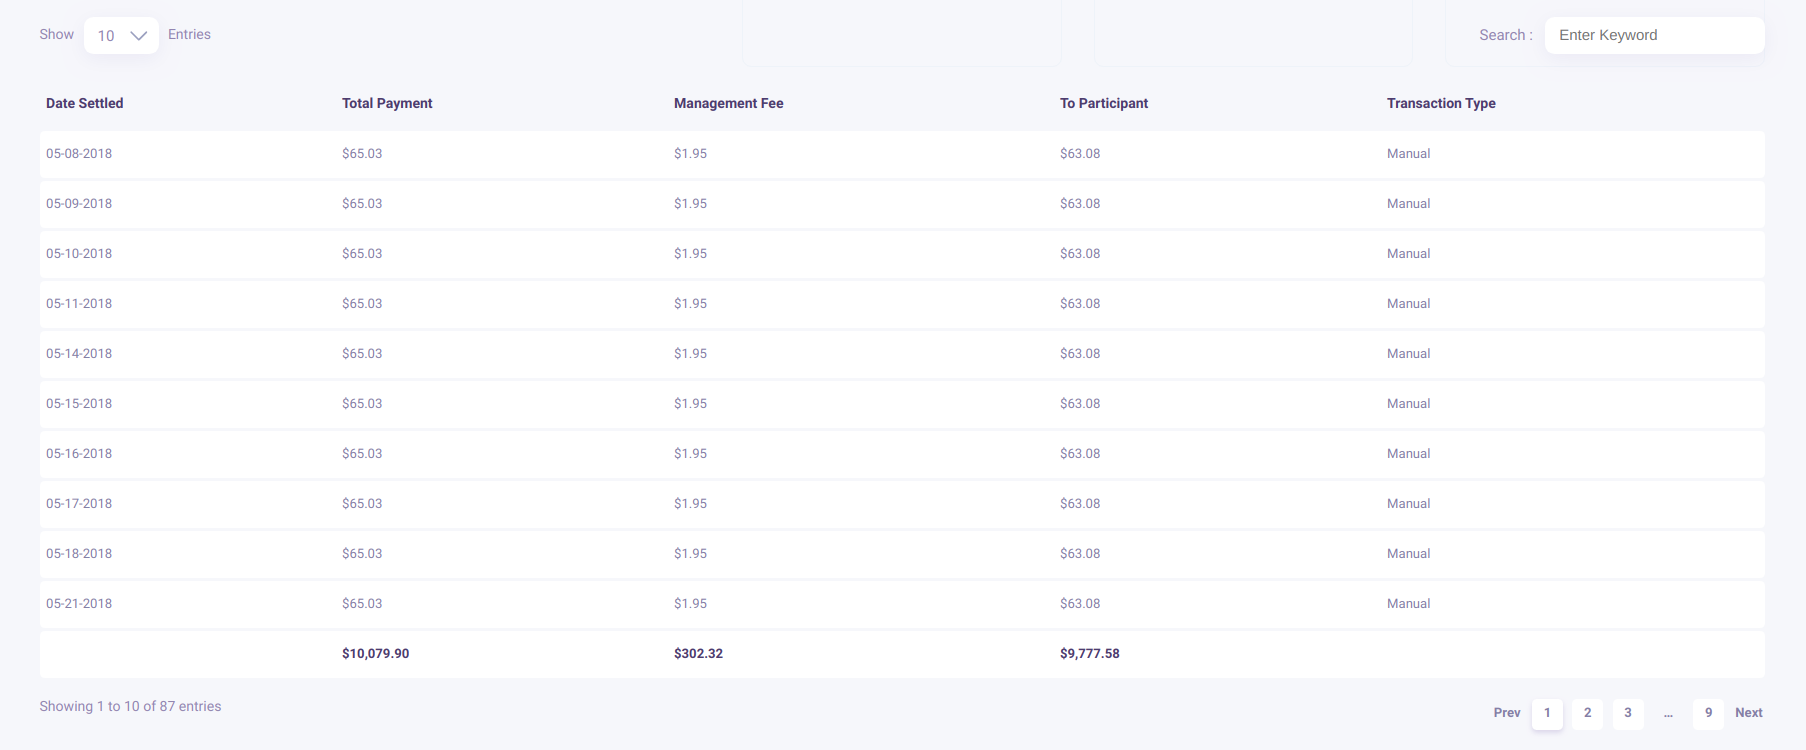 Show 10 Entries Search : Enter Keyword
Date Settled Total Payment Management Fee To Participant Transaction Type
05-08-2018 $65.03 $1.95 $63.08 Manual
05-09-2018 $65.03 $1.95 $63.08 Manual
05-10-2018 $65.03 $1.95 $63.08 Manual
05-11-2018 $65.03 $1.95 $63.08 Manual
05-14-2018 $65.03 $1.95 $63.08 Manual
05-15-2018 $65.03 $1.95 $63.08 Manual
05-16-2018 $65.03 $1.95 $63.08 Manual
05-17-2018 $65.03 $1.95 $63.08 Manual
05-18-2018 $65.03 $1.95 $63.08 Manual
05-21-2018 $65.03 $1.95 $63.08 Manual
$10,079.90 $302.32 $9,777.58
Showing 1 to 10 of 87 entries Prev 1 2 3 ... 9 Next